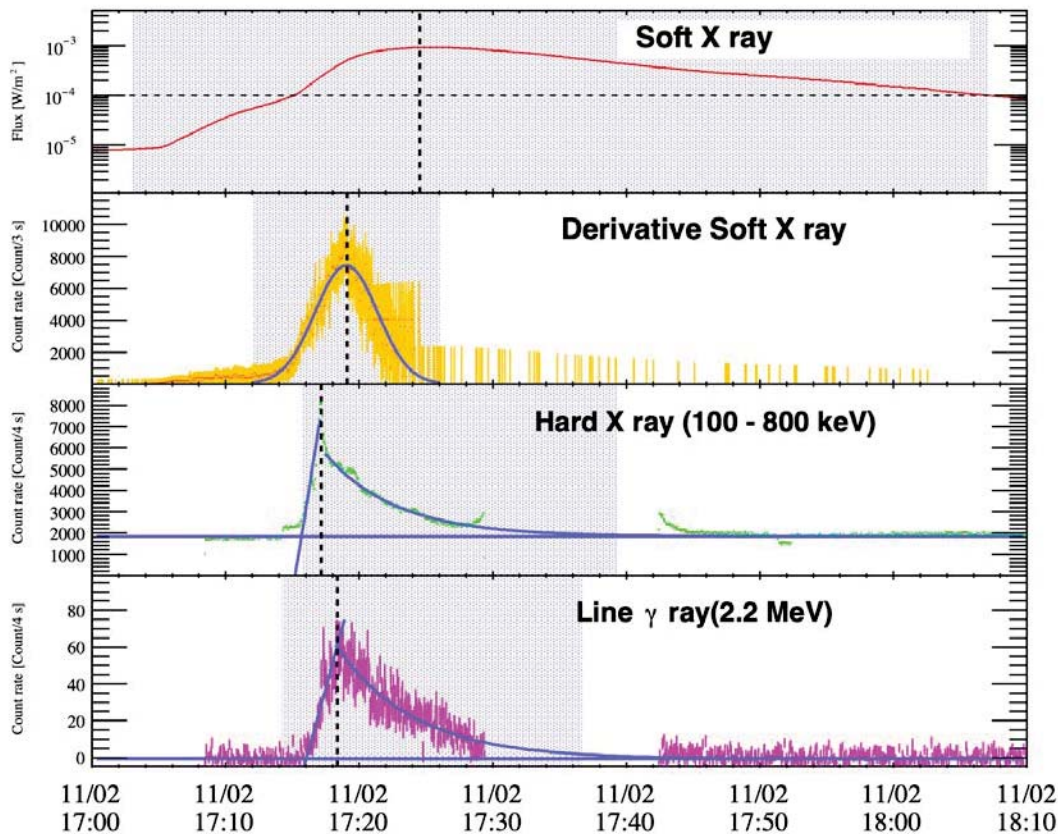 Soft X ray
Flux [W/m⁻²]
10⁻³
10⁻⁴
10⁻⁵
Derivative Soft X ray
Count rate [Count/3 s]
10000
8000
6000
4000
2000
Hard X ray (100 - 800 keV)
Count rate [Count/4 s]
8000
7000
6000
5000
4000
3000
2000
1000
Line γ ray(2.2 MeV)
Count rate [Count/4 s]
80
60
40
20
0
11/02 11/02 11/02 11/02 11/02 11/02 11/02 11/02
17:00 17:10 17:20 17:30 17:40 17:50 18:00 18:10